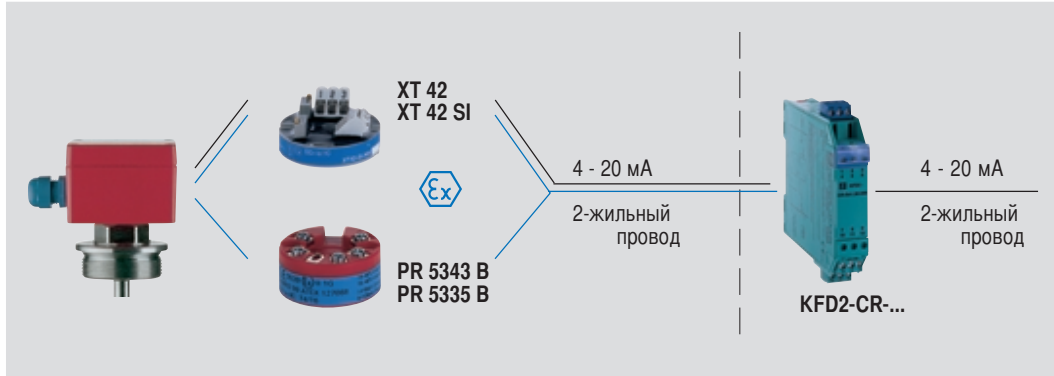 XT 42
XT 42 SI
εx
PR 5343 B
PR 5335 B
4 - 20 мА
2-жильный
провод
KFD2-CR-...
4 - 20 мА
2-жильный
провод